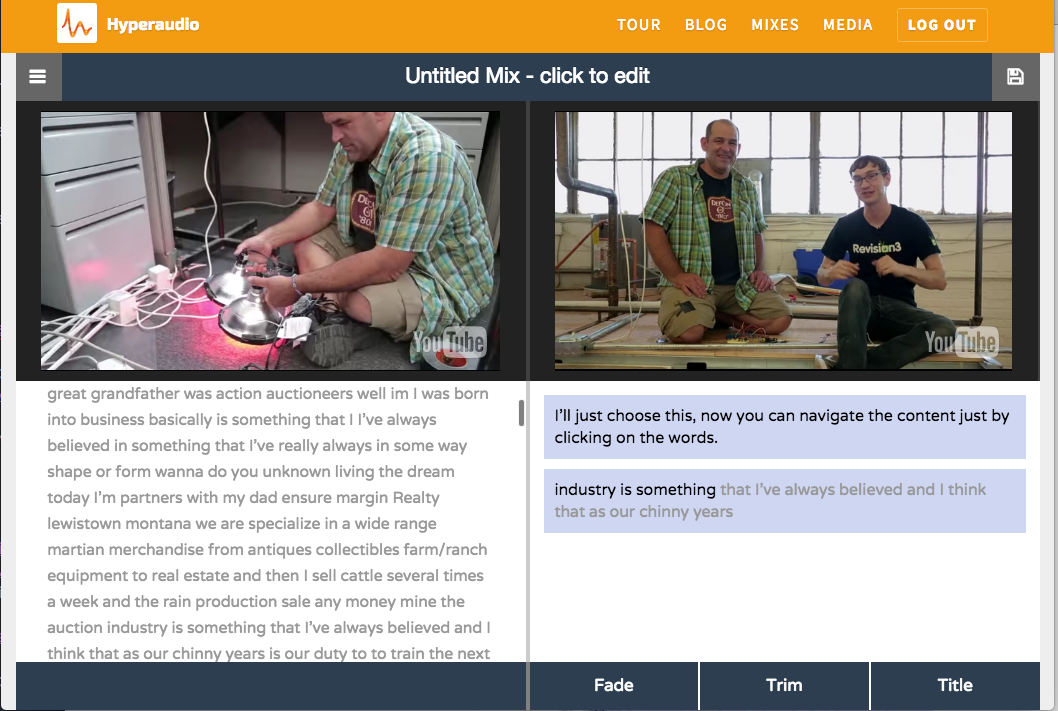 Hyperaudio
TOUR BLOG MIXES MEDIA LOG OUT
Untitled Mix - click to edit
DEFCON
@
'80
YouTube
Revision3
YouTube
great grandfather was action auctioneers well im I was born
into business basically is something that I I've always
believed in something that I've really always in some way
shape or form wanna do you unknown living the dream
today I'm partners with my dad ensure margin Realty
lewistown montana we are specialize in a wide range
martian merchandise from antiques collectibles farm/ranch
equipment to real estate and then I sell cattle several times
a week and the rain production sale any money mine the
auction industry is something that I've always believed and I
think that as our chinny years is our duty to to train the next
I'll just choose this, now you can navigate the content just by
clicking on the words.
industry is something that I've always believed and I think
that as our chinny years
Fade Trim Title